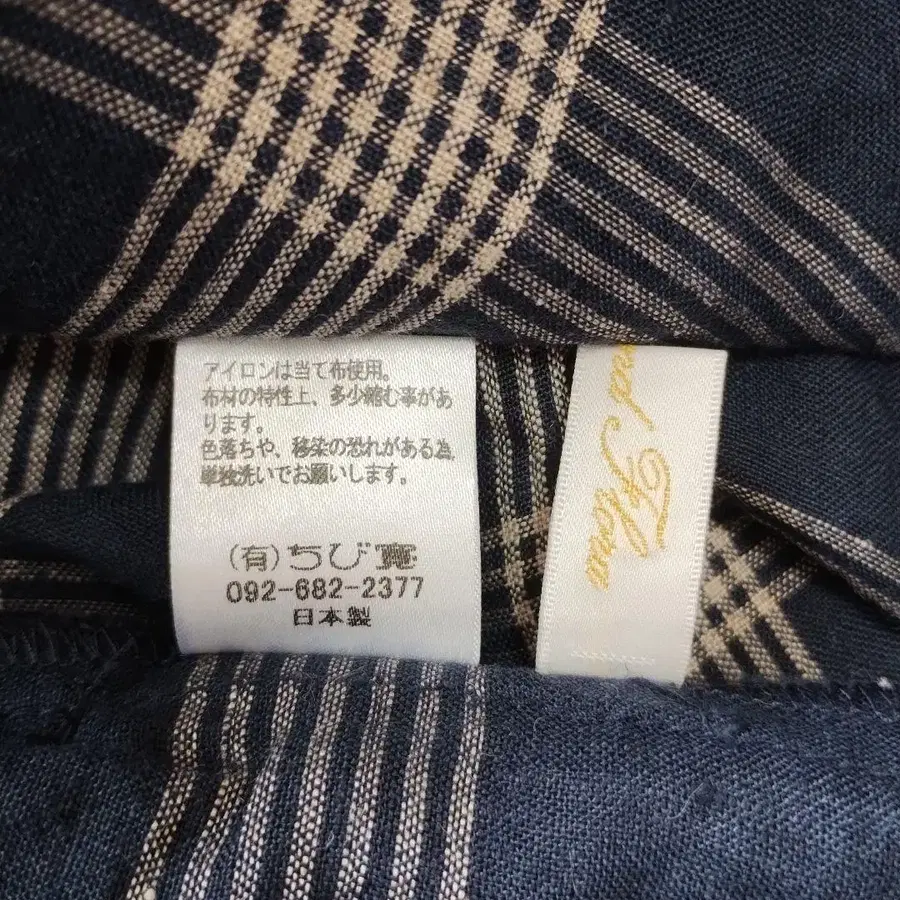 アイロンは当て布使用。
布材の特性上、多少縮む事があ
ります。
色落ちや、移染の恐れがある為
単独洗いでお願いします。
(有)ちび寛
092-682-2377
日本製
Flora